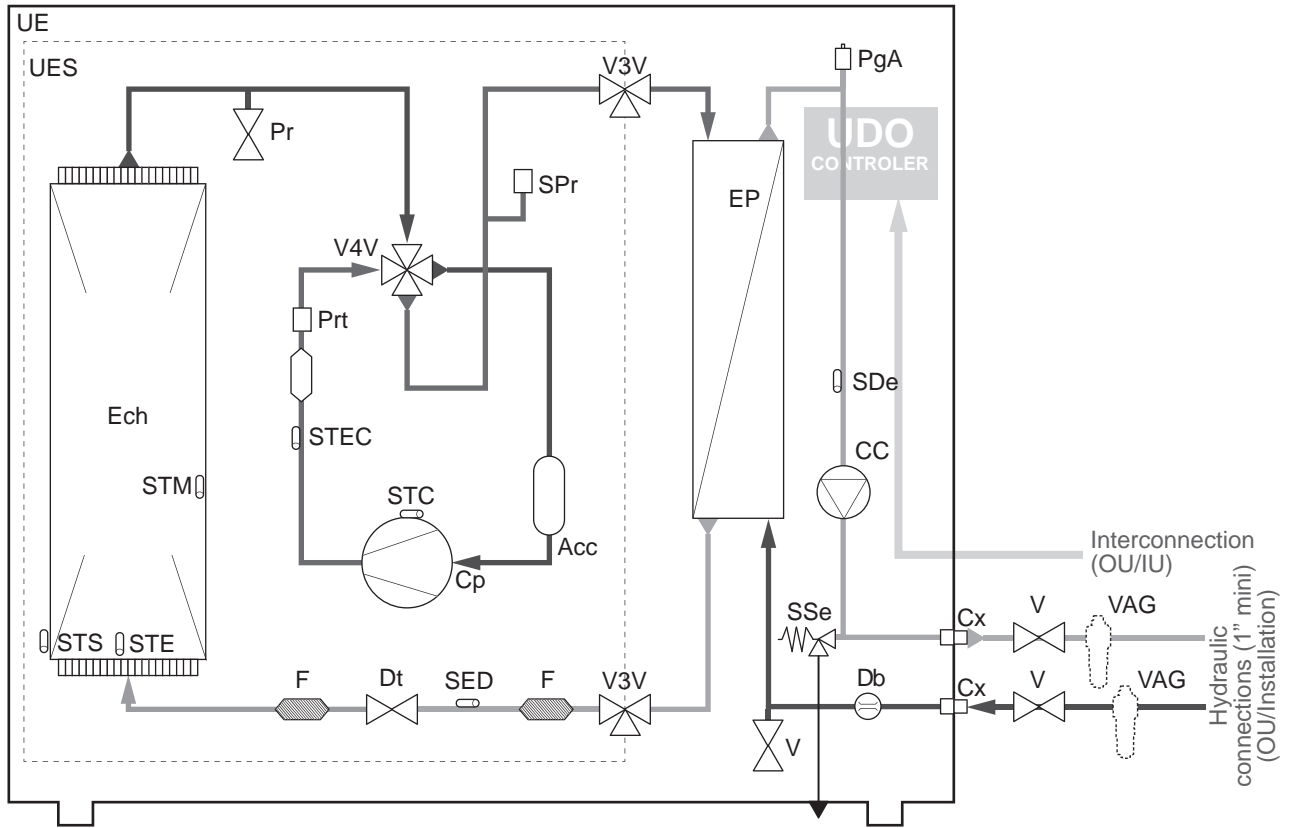 UE
UES
V3V
PgA
Pr
UDO
CONTROLER
SPr
EP
V4V
Prt
SDe
Ech
STEC
CC
STM
STC
Acc
Cp
Interconnection
(OU/IU)
SSe
Cx
V
VAG
STS
STE
F
Dt
SED
F
V3V
Db
Cx
V
VAG
V
Hydraulic
connections (1” mini)
(OU/Installation)